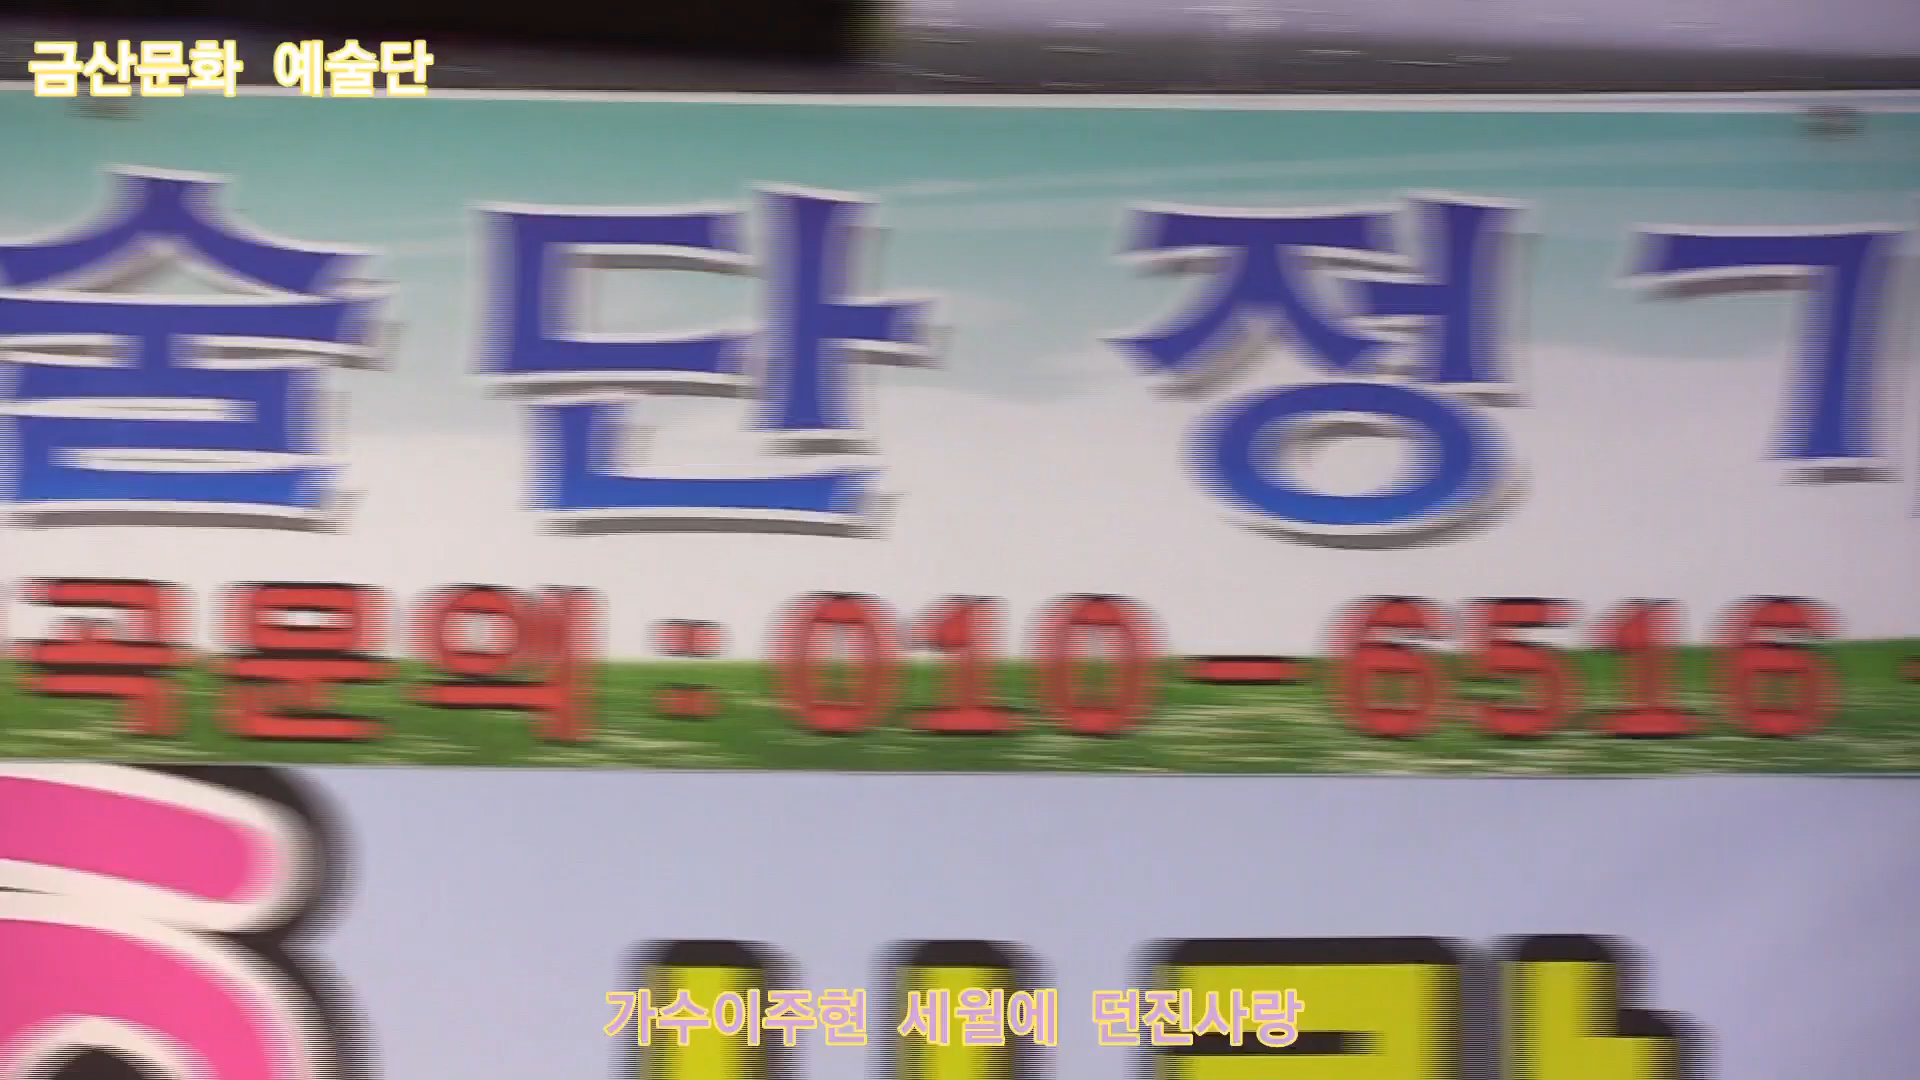 금산문화 예술단
술단 정기
곡문의:010-6516
가수이주현 세월에 던진사랑